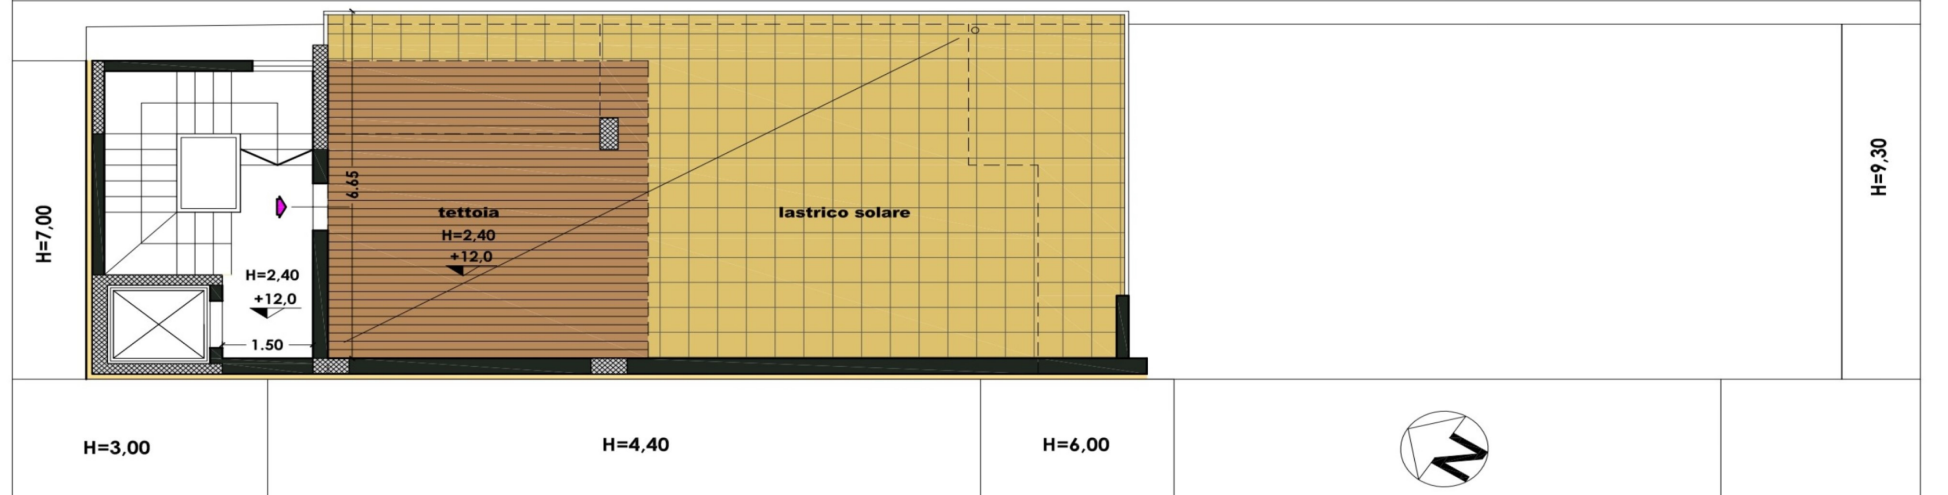 6.65
H=9,30
H=7,00
tettoia
H=2,40
+12,0
lastrico solare
H=2,40
+12,0
1.50
H=3,00
H=4,40
H=6,00
N